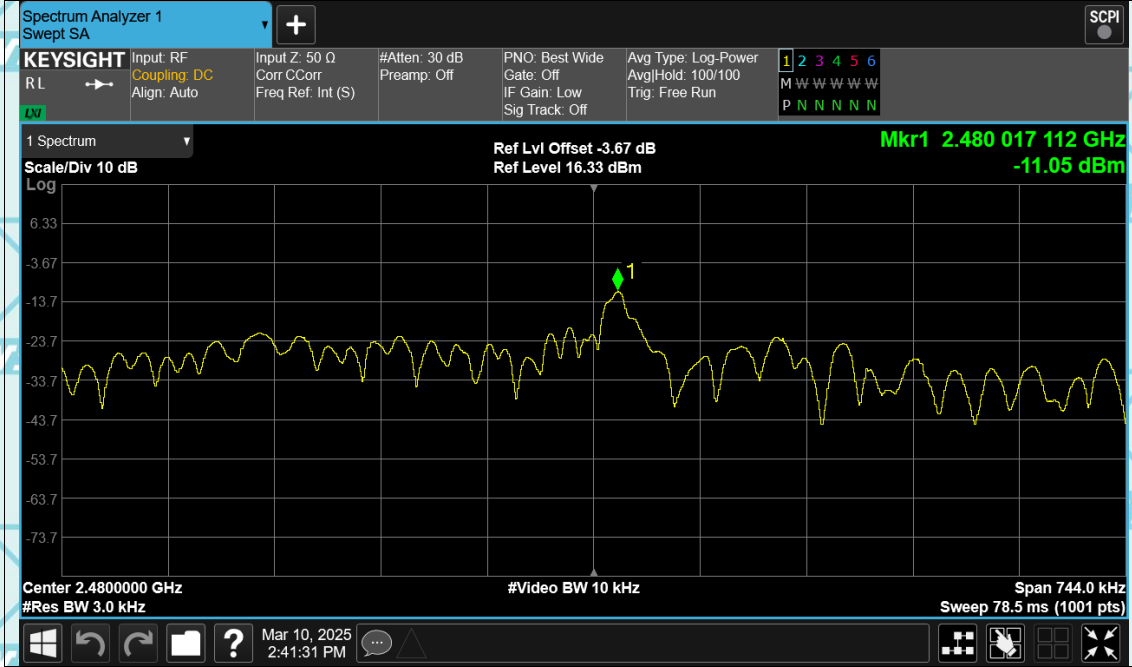 Spectrum Analyzer 1
Swept SA
+
SCPI
KEYSIGHT
R L
LXI
Input: RF
Coupling: DC
Align: Auto
Input Z: 50 Ω
Corr CCorr
Freq Ref: Int (S)
#Atten: 30 dB
Preamp: Off
PNO: Best Wide
Gate: Off
IF Gain: Low
Sig Track: Off
Avg Type: Log-Power
Avg|Hold: 100/100
Trig: Free Run
1 2 3 4 5 6
M W W W W W
P N N N N N
1 Spectrum
Scale/Div 10 dB
Log
Ref Lvl Offset -3.67 dB
Ref Level 16.33 dBm
Mkr1 2.480 017 112 GHz
-11.05 dBm
6.33
-3.67
-13.7
-23.7
-33.7
-43.7
-53.7
-63.7
-73.7
1
Center 2.4800000 GHz
#Res BW 3.0 kHz
#Video BW 10 kHz
Span 744.0 kHz
Sweep 78.5 ms (1001 pts)
?
Mar 10, 2025
2:41:31 PM